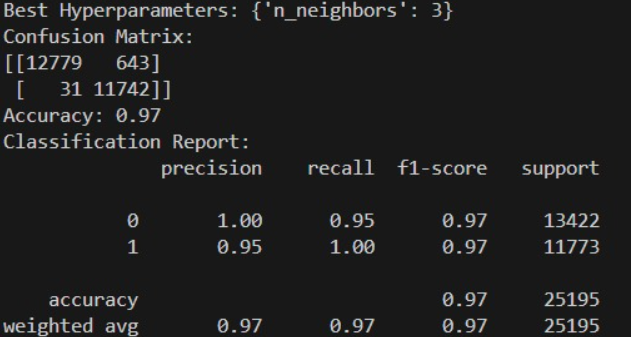 Best Hyperparameters: {'n_neighbors': 3}
Confusion Matrix:
[[12779   643]
 [   31 11742]]
Accuracy: 0.97
Classification Report:
              precision    recall  f1-score   support

           0       1.00      0.95      0.97     13422
           1       0.95      1.00      0.97     11773

    accuracy                           0.97     25195
weighted avg       0.97      0.97      0.97     25195